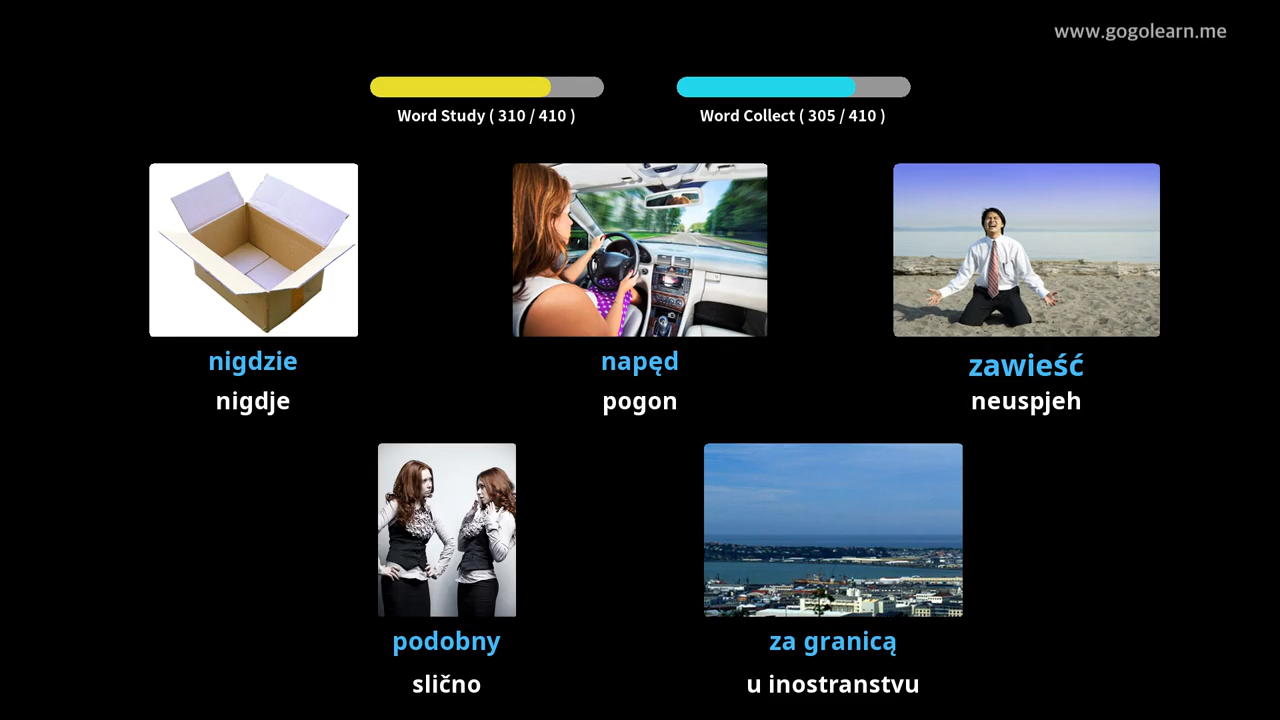 www.gogolearn.me
Word Study ( 310 / 410 )
Word Collect ( 305 / 410 )
nigdzie
nigdje
napęd
pogon
zawieść
neuspjeh
podobny
slično
za granicą
u inostranstvu